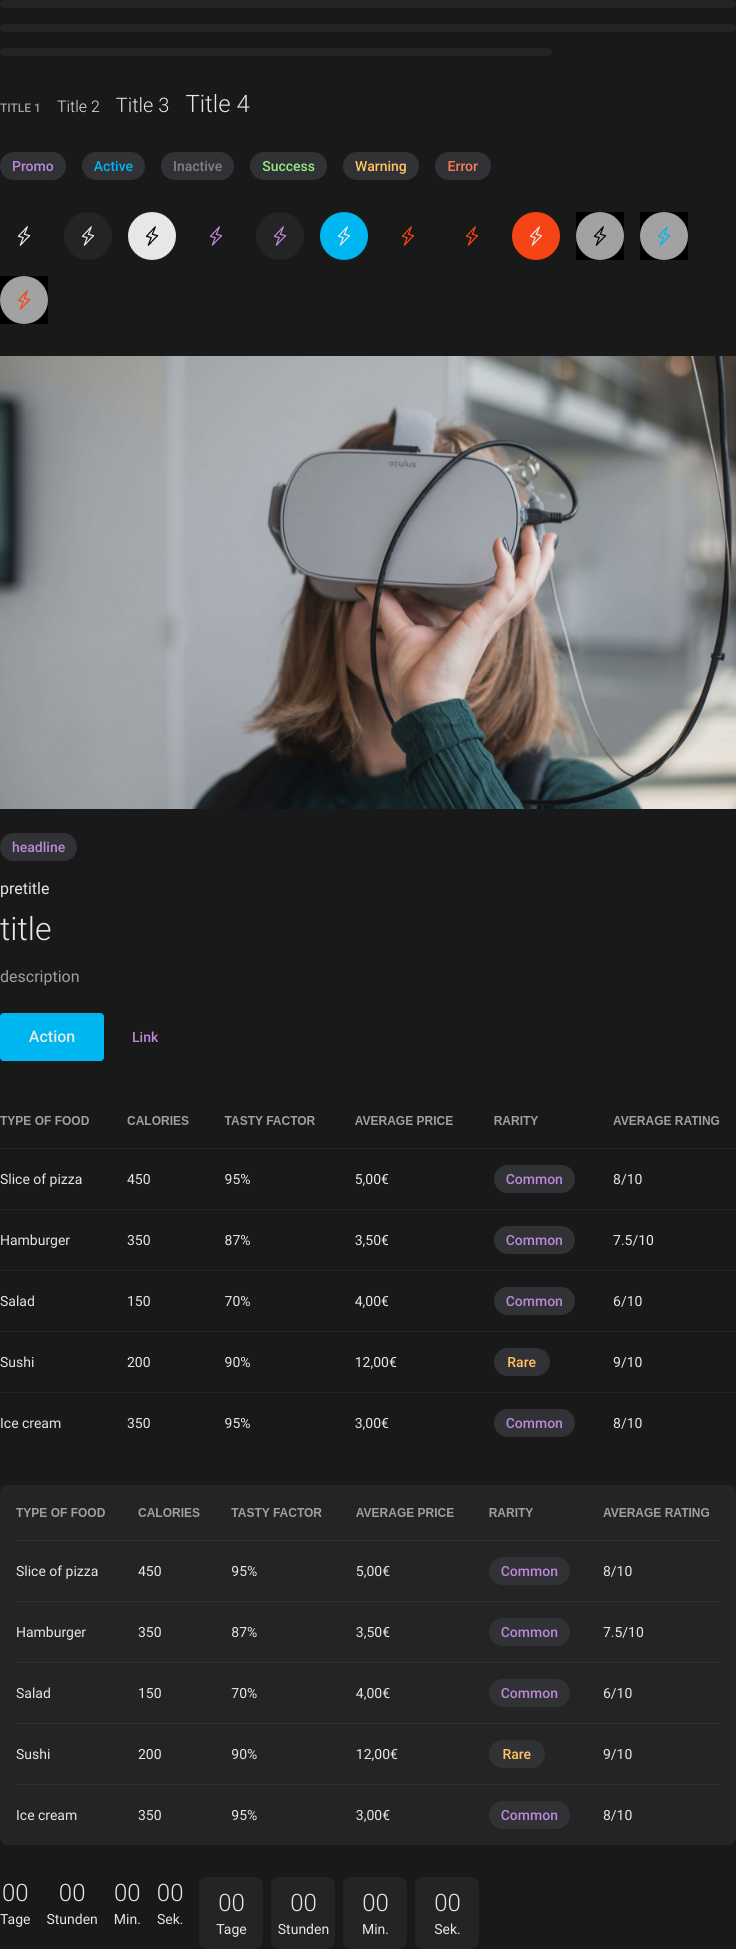 TITLE 1 Title 2 Title 3 Title 4
Promo Active Inactive Success Warning Error
oculus
headline
pretitle
title
description
Action Link
TYPE OF FOOD CALORIES TASTY FACTOR AVERAGE PRICE RARITY AVERAGE RATING
Slice of pizza 450 95% 5,00€ Common 8/10
Hamburger 350 87% 3,50€ Common 7.5/10
Salad 150 70% 4,00€ Common 6/10
Sushi 200 90% 12,00€ Rare 9/10
Ice cream 350 95% 3,00€ Common 8/10
TYPE OF FOOD CALORIES TASTY FACTOR AVERAGE PRICE RARITY AVERAGE RATING
Slice of pizza 450 95% 5,00€ Common 8/10
Hamburger 350 87% 3,50€ Common 7.5/10
Salad 150 70% 4,00€ Common 6/10
Sushi 200 90% 12,00€ Rare 9/10
Ice cream 350 95% 3,00€ Common 8/10
00 00 00 00 00 00 00 00
Tage Stunden Min. Sek. Tage Stunden Min. Sek.